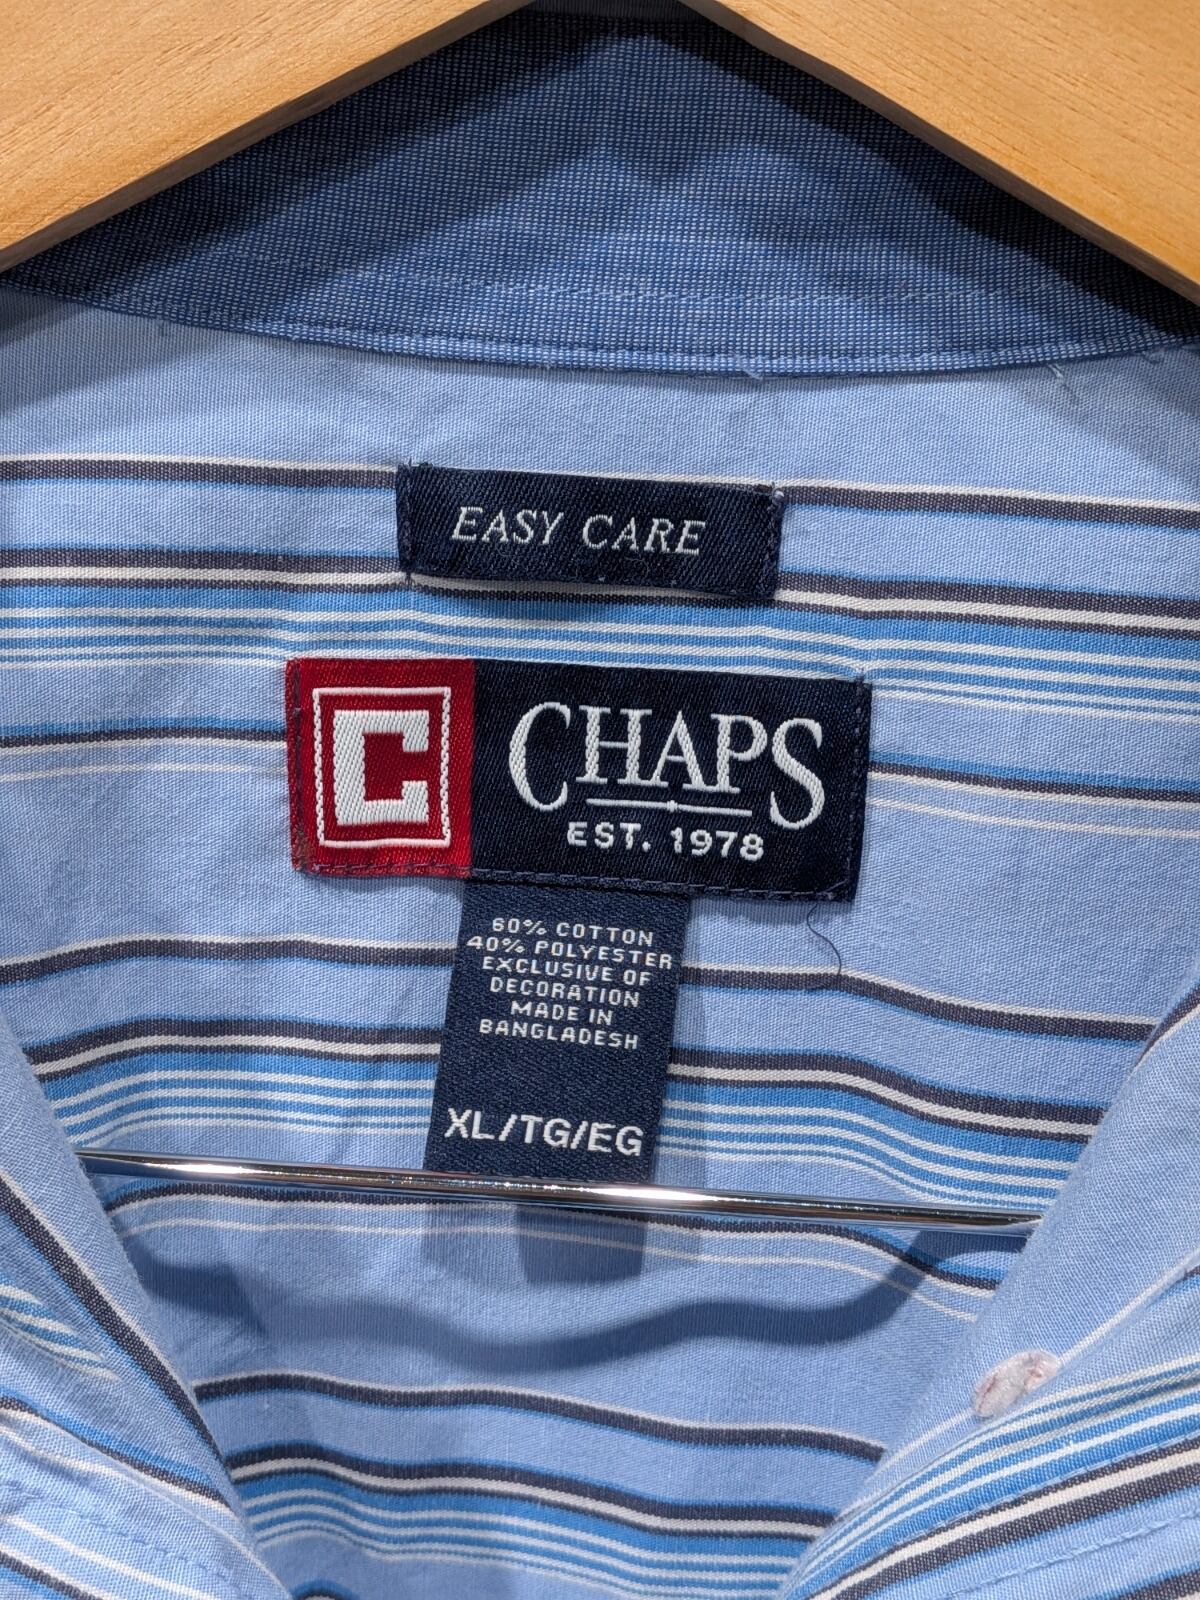 EASY CARE
C
CHAPS
EST. 1978
60% COTTON
40% POLYESTER
EXCLUSIVE OF
DECORATION
MADE IN
BANGLADESH
XL/TG/EG